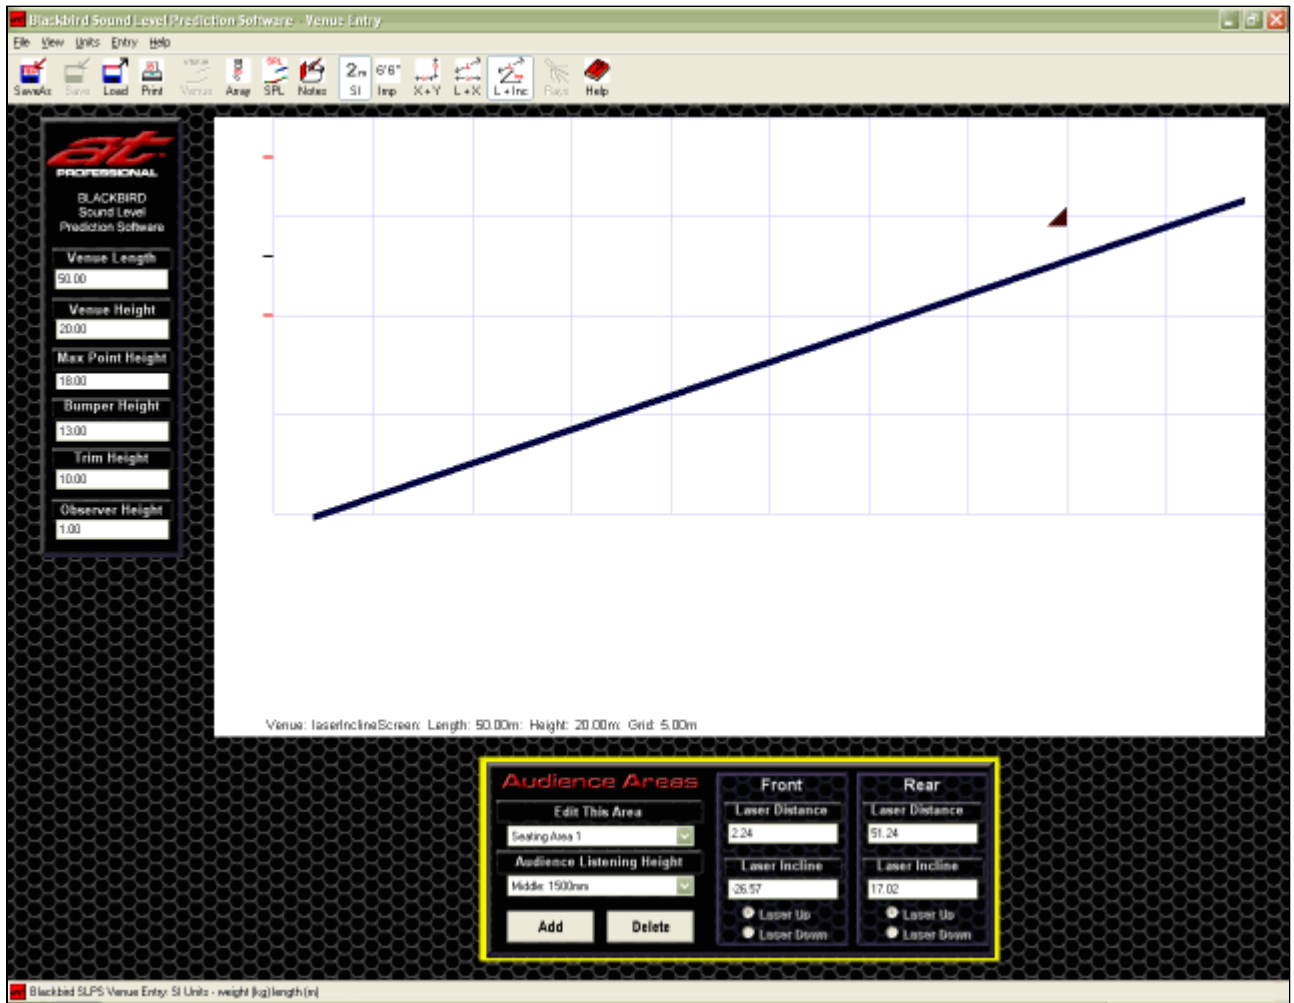 Blackbird Sound Level Prediction Software - Venue Entry
File View Units Entry Help
2m 6'6"
SaveAs Save Load Print Venue Array SPL Notes SI Imp X+Y L+X L+Inc Rays Help
at
PROFESSIONAL
BLACKBIRD
Sound Level
Prediction Software
Venue Length
50.00
Venue Height
20.00
Max Point Height
18.00
Bumper Height
13.00
Trim Height
10.00
Observer Height
1.00
Venue: laserInclineScreen: Length: 50.00m: Height: 20.00m: Grid: 5.00m
Audience Areas
Edit This Area
Seating Area 1
Audience Listening Height
Middle: 1500mm
Add Delete
Front
Laser Distance
2.24
Laser Incline
-26.57
Laser Up
Laser Down
Rear
Laser Distance
51.24
Laser Incline
17.02
Laser Up
Laser Down
Blackbird SLPS Venue Entry: SI Units - weight (kg) length (m)